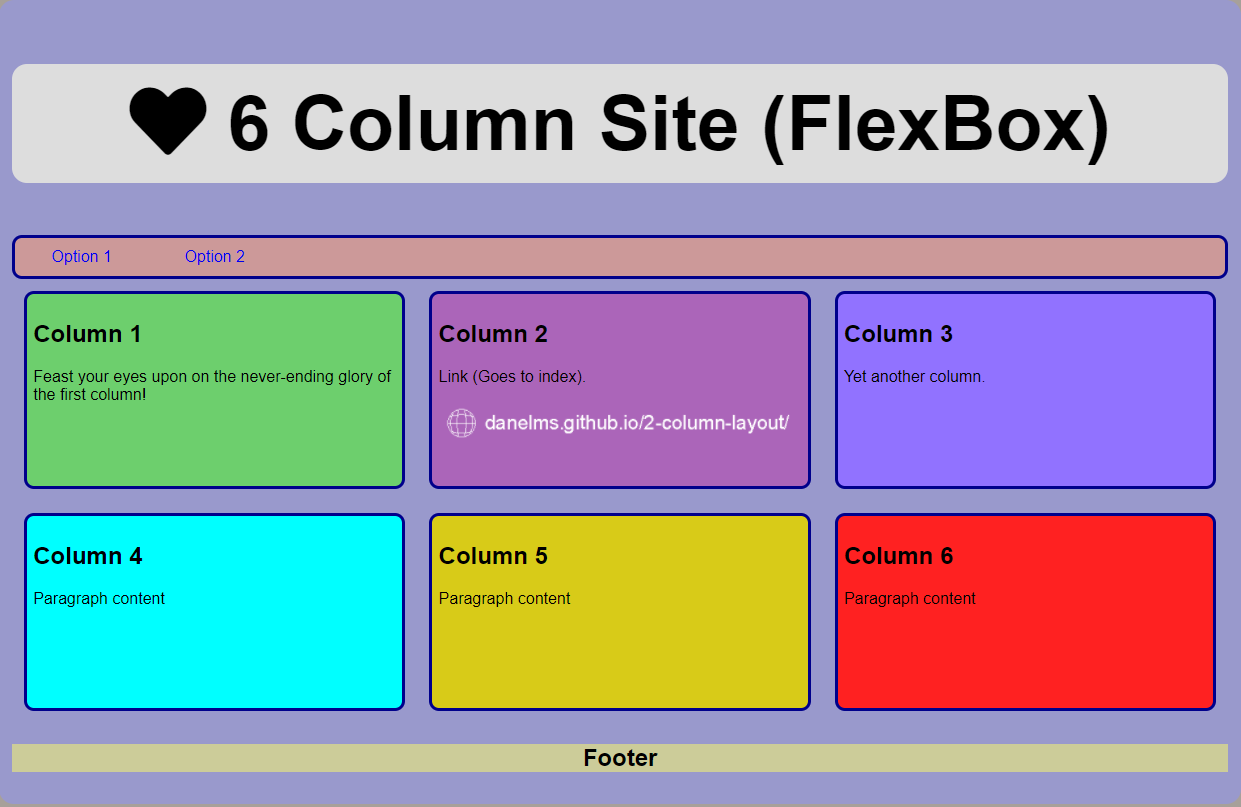 6 Column Site (FlexBox)
Option 1 Option 2
Column 1
Feast your eyes upon on the never-ending glory of
the first column!
Column 2
Link (Goes to index).
danelms.github.io/2-column-layout/
Column 3
Yet another column.
Column 4
Paragraph content
Column 5
Paragraph content
Column 6
Paragraph content
Footer